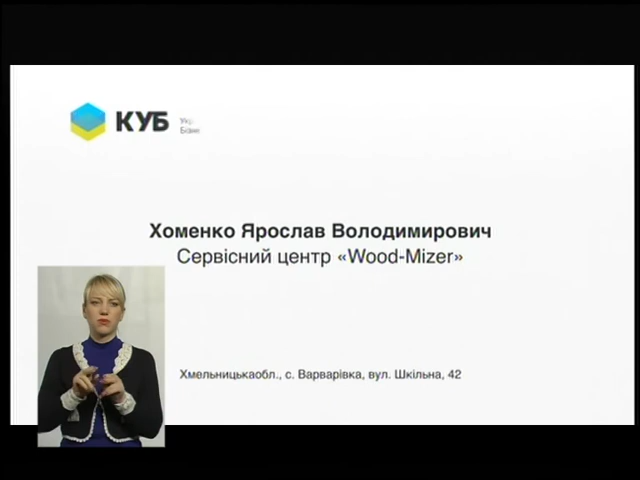 КУБ
Хоменко Ярослав Володимирович
Сервісний центр «Wood-Mizer»
Хмельницькаобл., с. Варварівка, вул. Шкільна, 42